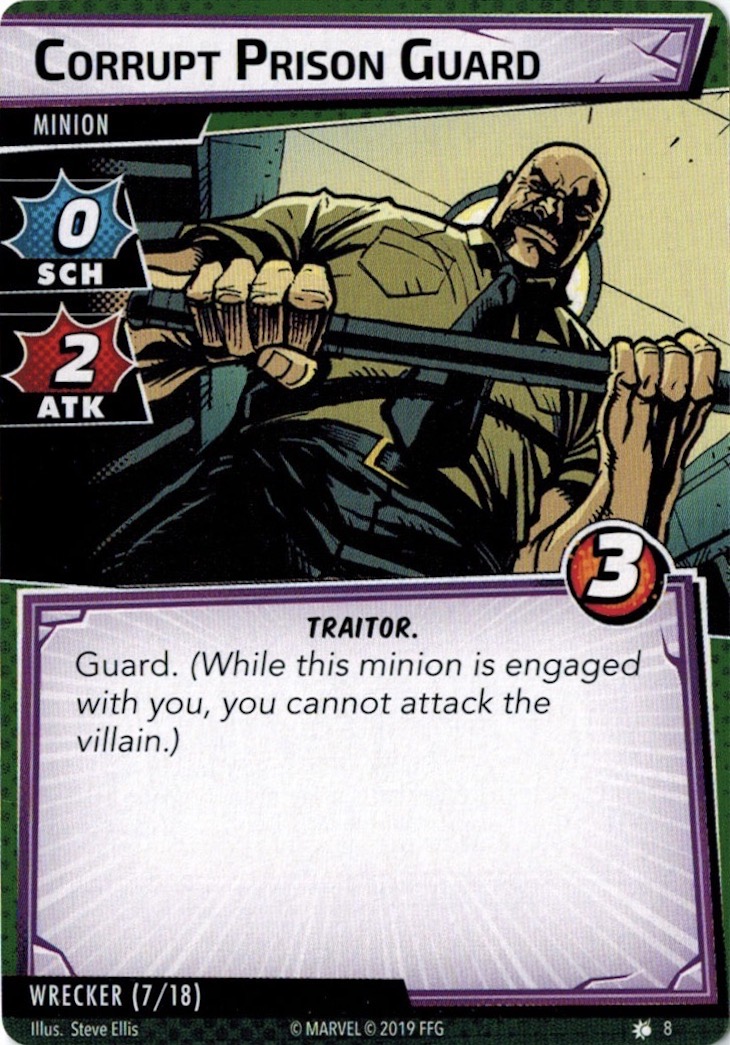 CORRUPT PRISON GUARD
MINION
0
SCH
2
ATK
3
TRAITOR.
Guard. (While this minion is engaged
with you, you cannot attack the
villain.)
WRECKER (7/18)
Illus. Steve Ellis © MARVEL © 2019 FFG 8